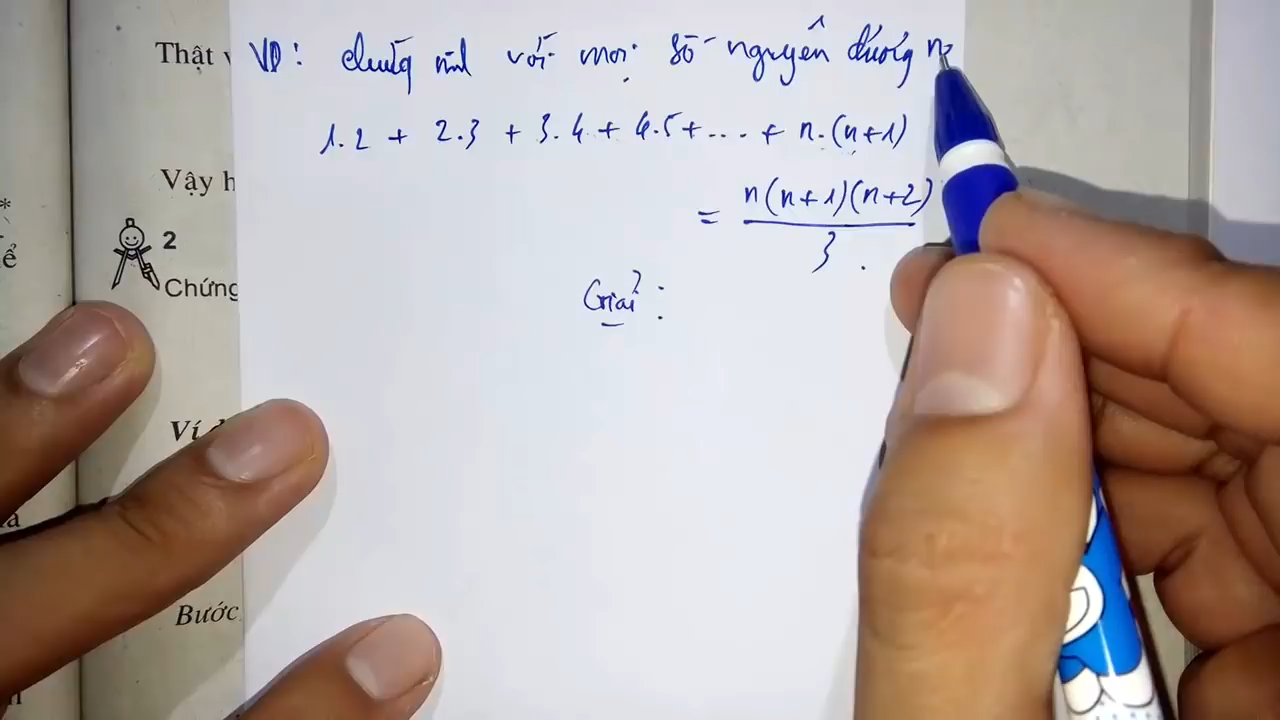 Thật
VD: chứng mình với mọi số nguyên dương n
1.2 + 2.3 + 3.4 + 4.5 + ... + n.(n+1)
Vậy h
= n(n+1)(n+2) / 3 .
2
Chứng
Giải:
*
ể
Ví d
Bước